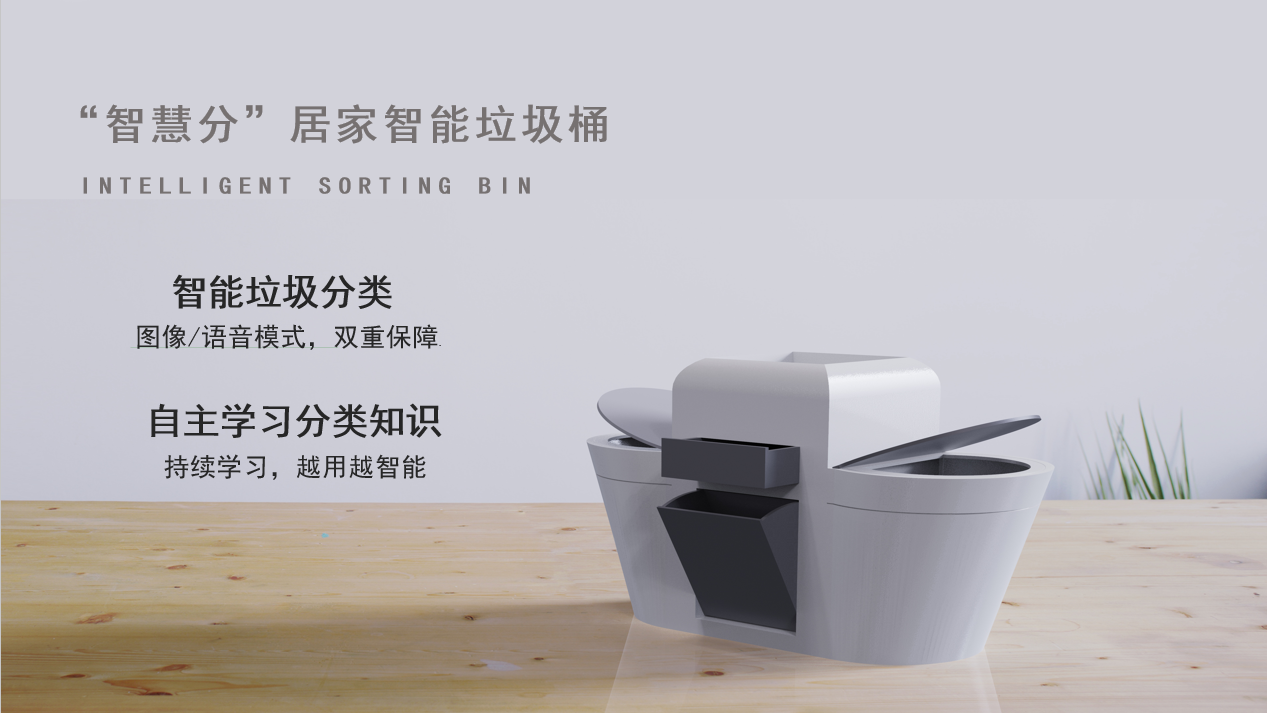 “智慧分”居家智能垃圾桶
INTELLIGENT SORTING BIN
智能垃圾分类
图像/语音模式，双重保障
自主学习分类知识
持续学习，越用越智能